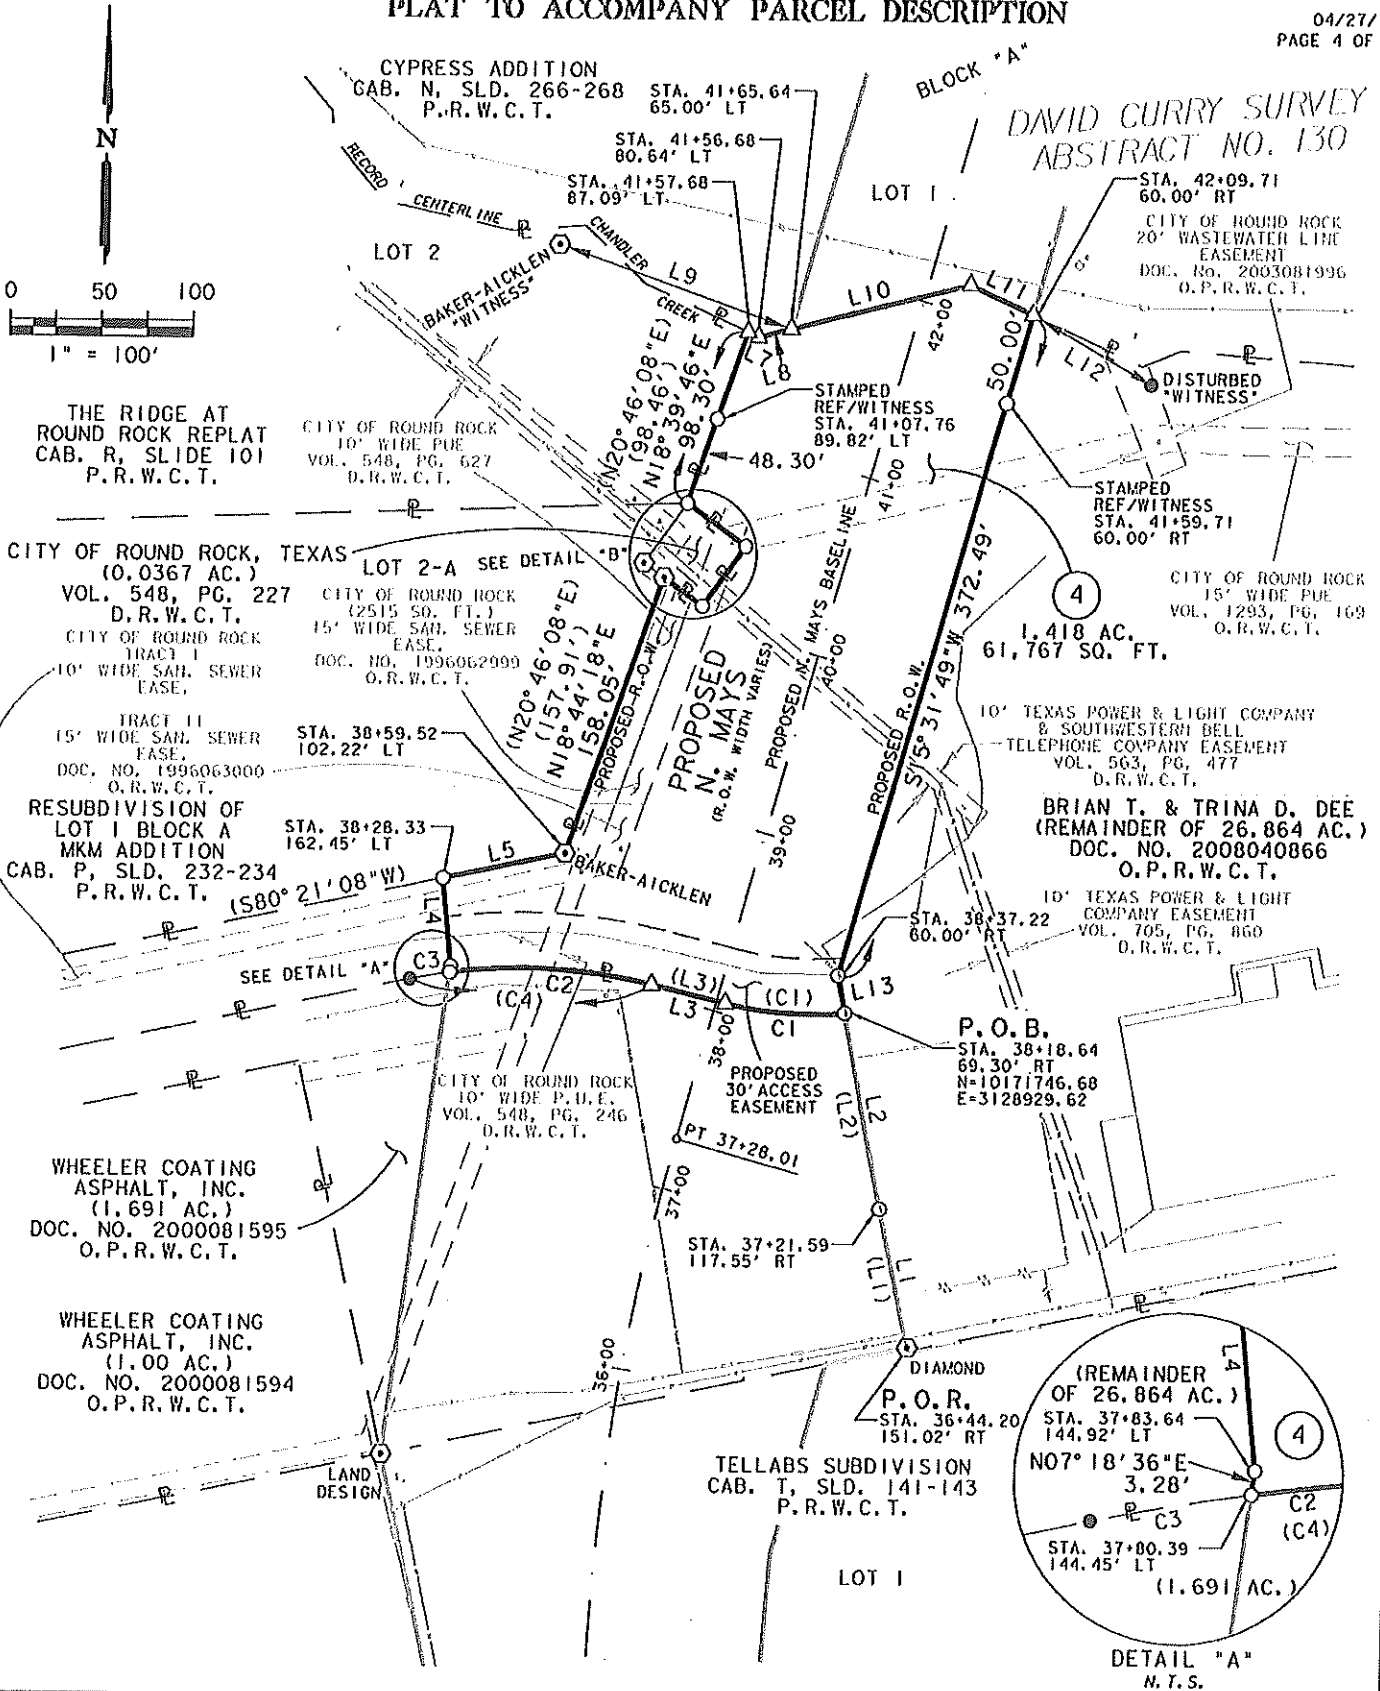 PLAT TO ACCOMPANY PARCEL DESCRIPTION
04/27/
PAGE 4 OF
N
0 50 100
1" = 100'
CYPRESS ADDITION
CAB. N, SLD. 266-268
P.R.W.C.T.
STA. 41+65.64
65.00' LT
STA. 41+56.68
80.64' LT
STA. 41+57.68
87.09' LT
BLOCK "A"
DAVID CURRY SURVEY
ABSTRACT NO. 130
LOT 1
STA. 42+09.71
60.00' RT
CITY OF ROUND ROCK
20' WASTEWATER LINE
EASEMENT
DOC. No. 2003081996
O.P.R.W.C.T.
RECORD
CENTERLINE
CHANDLER
CREEK
LOT 2
BAKER-AICKLEN
"WITNESS"
L9
L10
L11
L12
L7
L8
42+00
50.00'
DISTURBED
"WITNESS"
STAMPED
REF/WITNESS
STA. 41+07.76
89.82' LT
48.30'
(N20°46'08"E)
(98.46')
N18°39'46"E
98.30'
THE RIDGE AT
ROUND ROCK REPLAT
CAB. R, SLIDE 101
P.R.W.C.T.
CITY OF ROUND ROCK
10' WIDE PUE
VOL. 548, PG. 627
D.R.W.C.T.
41+00
STAMPED
REF/WITNESS
STA. 41+59.71
60.00' RT
CITY OF ROUND ROCK, TEXAS
(0.0367 AC.)
VOL. 548, PG. 227
D.R.W.C.T.
LOT 2-A
SEE DETAIL "B"
CITY OF ROUND ROCK
(2515 SQ. FT.)
15' WIDE SAN. SEWER
EASE.
DOC. NO. 1996062999
O.R.W.C.T.
4
1.418 AC.
61,767 SQ. FT.
CITY OF ROUND ROCK
15' WIDE PUE
VOL. 1293, PG. 169
O.R.W.C.T.
CITY OF ROUND ROCK
TRACT I
10' WIDE SAN. SEWER
EASE.
TRACT II
15' WIDE SAN. SEWER
EASE.
DOC. NO. 1996063000
O.R.W.C.T.
STA. 38+59.52
102.22' LT
(N20°46'08"E)
(157.91')
N18°44'18"E
158.05'
PROPOSED R.O.W.
PROPOSED
N. MAYS
(R.O.W. WIDTH VARIES)
PROPOSED N. MAYS BASELINE
40+00
39+00
PROPOSED R.O.W.
S15°31'49"W 372.49'
10' TEXAS POWER & LIGHT COMPANY
& SOUTHWESTERN BELL
TELEPHONE COMPANY EASEMENT
VOL. 563, PG. 477
D.R.W.C.T.
BRIAN T. & TRINA D. DEE
(REMAINDER OF 26.864 AC.)
DOC. NO. 2008040866
O.P.R.W.C.T.
10' TEXAS POWER & LIGHT
COMPANY EASEMENT
VOL. 705, PG. 860
D.R.W.C.T.
RESUBDIVISION OF
LOT 1 BLOCK A
MKM ADDITION
CAB. P, SLD. 232-234
P.R.W.C.T.
STA. 38+28.33
162.45' LT
L5
BAKER-AICKLEN
(S80°21'08"W)
L4
STA. 38+37.22
60.00' RT
SEE DETAIL "A"
C3
C2
(C4)
(L3)
L3
(C1)
C1
L13
38+00
PROPOSED
30' ACCESS
EASEMENT
P.O.B.
STA. 38+18.64
69.30' RT
N=10171746.68
E=3128929.62
CITY OF ROUND ROCK
10' WIDE P.U.E.
VOL. 548, PG. 246
D.R.W.C.T.
L2
(L2)
PT 37+28.01
37+00
WHEELER COATING
ASPHALT, INC.
(1.691 AC.)
DOC. NO. 2000081595
O.P.R.W.C.T.
STA. 37+21.59
117.55' RT
L1
(L1)
WHEELER COATING
ASPHALT, INC.
(1.00 AC.)
DOC. NO. 2000081594
O.P.R.W.C.T.
36+00
DIAMOND
P.O.R.
STA. 36+44.20
151.02' RT
LAND
DESIGN
TELLABS SUBDIVISION
CAB. T, SLD. 141-143
P.R.W.C.T.
LOT 1
L4
(REMAINDER
OF 26.864 AC.)
STA. 37+83.64
144.92' LT
4
N07°18'36"E
3.28'
C2
(C4)
C3
STA. 37+80.39
144.45' LT
(1.691 AC.)
DETAIL "A"
N.T.S.